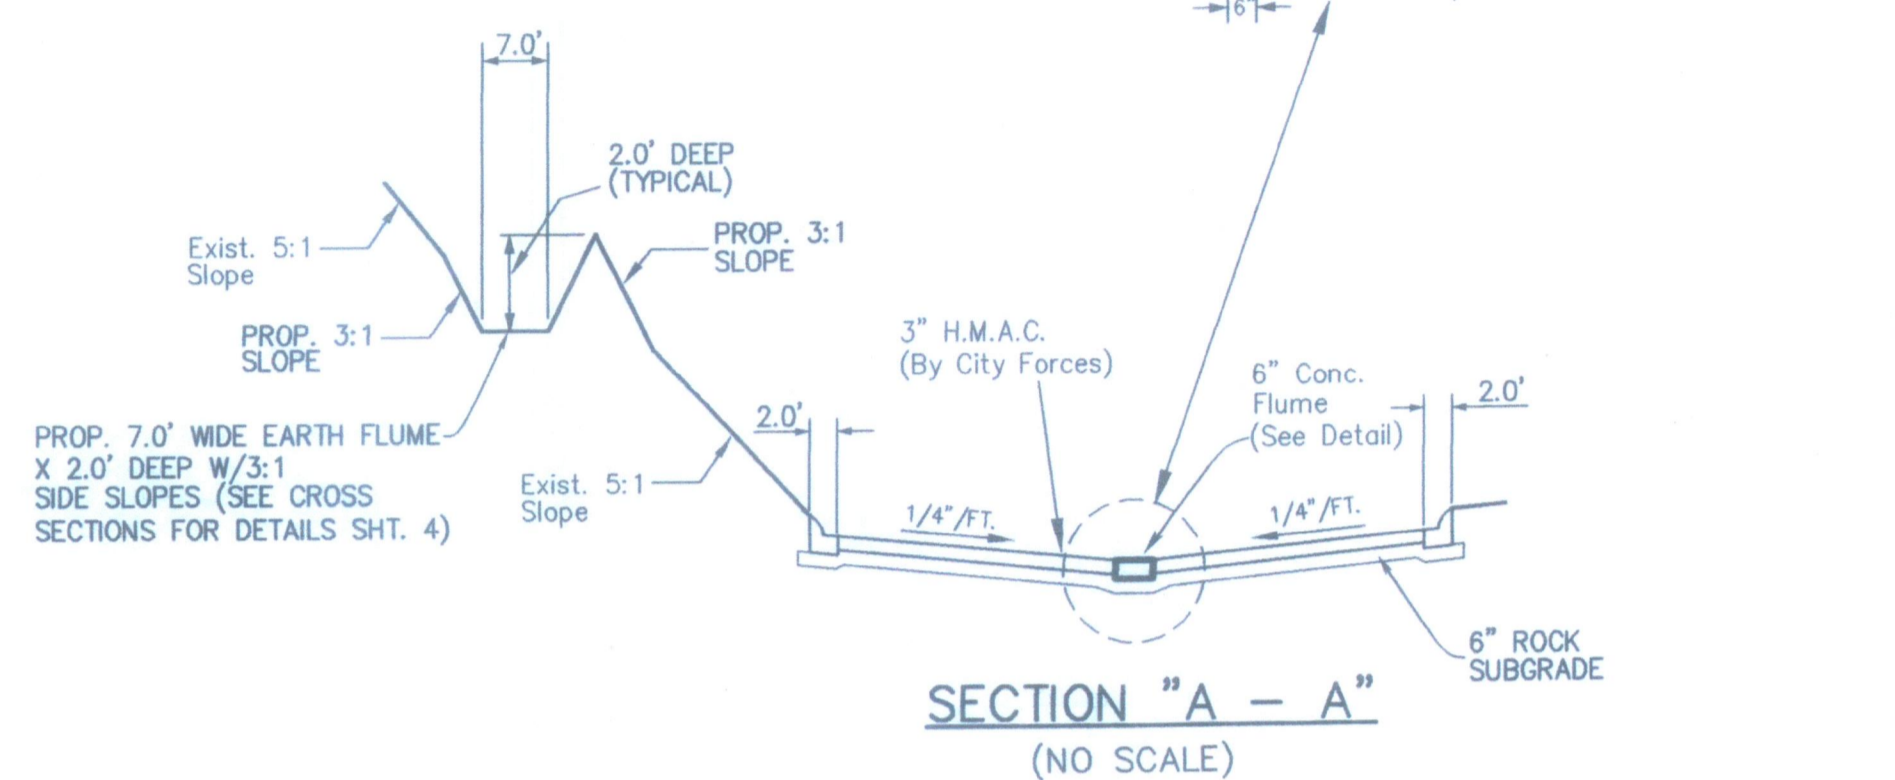 6"
7.0'
2.0' DEEP
(TYPICAL)
Exist. 5:1
Slope
PROP. 3:1
SLOPE
PROP. 3:1
SLOPE
3" H.M.A.C.
(By City Forces)
6" Conc.
Flume
(See Detail)
2.0'
2.0'
PROP. 7.0' WIDE EARTH FLUME
X 2.0' DEEP W/3:1
SIDE SLOPES (SEE CROSS
SECTIONS FOR DETAILS SHT. 4)
Exist. 5:1
Slope
1/4"/FT.
1/4"/FT.
6" ROCK
SUBGRADE
SECTION "A - A"
(NO SCALE)